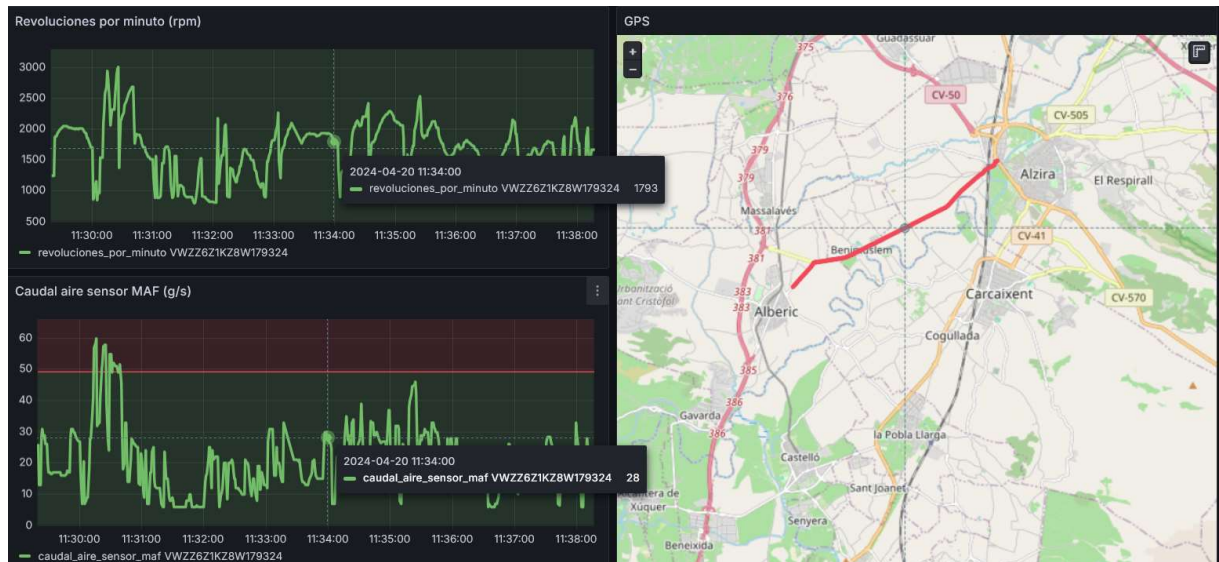 Revoluciones por minuto (rpm)
3000
2500
2000
1500
1000
500
11:30:00 11:31:00 11:32:00 11:33:00 11:34:00 11:35:00 11:36:00 11:37:00 11:38:00
revoluciones_por_minuto VWZZ6Z1KZ8W179324
2024-04-20 11:34:00
revoluciones_por_minuto VWZZ6Z1KZ8W179324 1793
Caudal aire sensor MAF (g/s)
60
50
40
30
20
10
0
11:30:00 11:31:00 11:32:00 11:33:00 11:34:00 11:35:00 11:36:00 11:37:00 11:38:00
caudal_aire_sensor_maf VWZZ6Z1KZ8W179324
2024-04-20 11:34:00
caudal_aire_sensor_maf VWZZ6Z1KZ8W179324 28
GPS
+
−
Guadassuar
375
376
CV-50
CV-505
379
379
Alzira
El Respirall
Massalavés
381
CV-41
381
383
Carcaixent
CV-570
383
Alberic
Cogullada
385
386
Gavarda
386
la Pobla Llarga
Castelló
Sant Joanet
Xúquer
Senyera
Beneixida